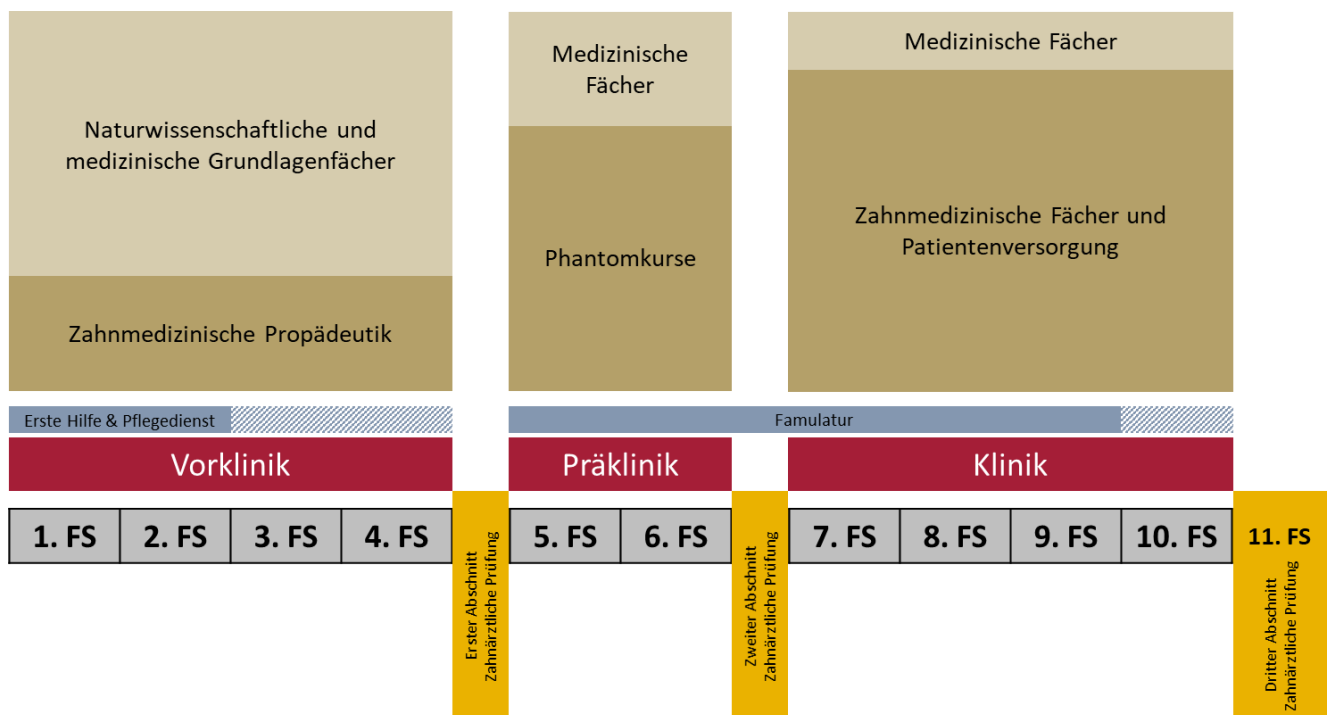 Naturwissenschaftliche und
medizinische Grundlagenfächer
Zahnmedizinische Propädeutik
Medizinische
Fächer
Phantomkurse
Medizinische Fächer
Zahnmedizinische Fächer und
Patientenversorgung
Erste Hilfe & Pflegedienst
Famulatur
Vorklinik
Präklinik
Klinik
1. FS
2. FS
3. FS
4. FS
Erster Abschnitt
Zahnärztliche Prüfung
5. FS
6. FS
Zweiter Abschnitt
Zahnärztliche Prüfung
7. FS
8. FS
9. FS
10. FS
11. FS
Dritter Abschnitt
Zahnärztliche Prüfung